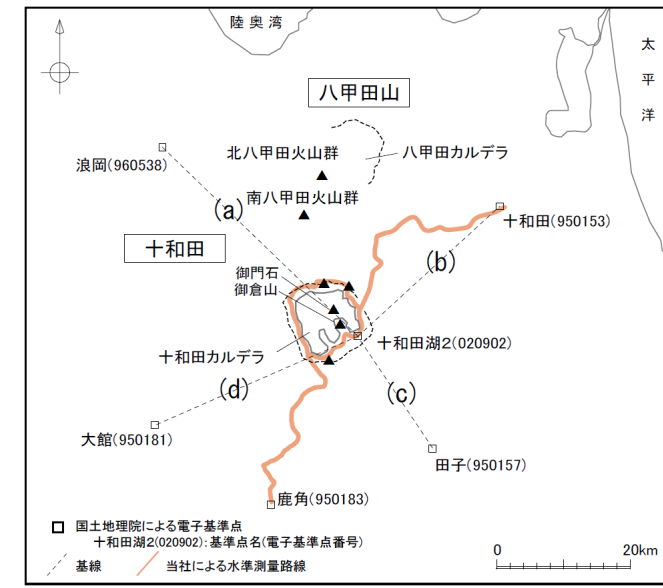 陸奥湾
太平洋
八甲田山
北八甲田火山群
八甲田カルデラ
浪岡(960538)
(a)
南八甲田火山群
十和田(950153)
十和田
(b)
御門石
御倉山
十和田湖2(020902)
十和田カルデラ
(d)
(c)
大館(950181)
田子(950157)
鹿角(950183)
国土地理院による電子基準点
十和田湖2(020902):基準点名(電子基準点番号)
基線
当社による水準測量路線
0
20km